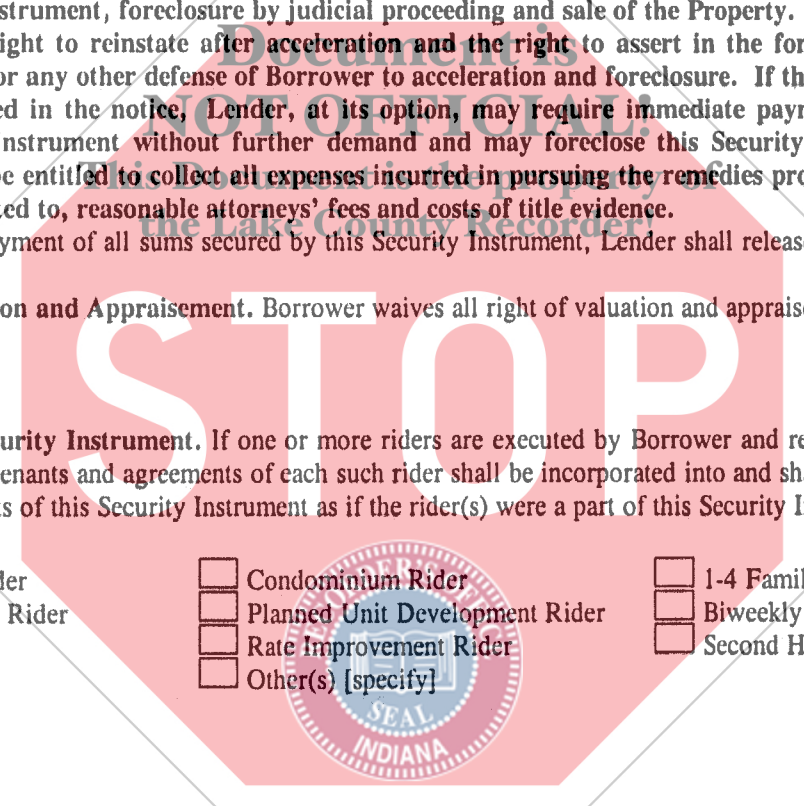 strument, foreclosure by judicial proceeding and sale of the Property.
Document is
ight to reinstate after acceleration and the right to assert in the for
or any other defense of Borrower to acceleration and foreclosure. If th
NOT OFFICIAL!
ed in the notice, Lender, at its option, may require immediate paym
nstrument without further demand and may foreclose this Security
This Document is the property of
be entitled to collect all expenses incurred in pursuing the remedies pro
ted to, reasonable attorneys' fees and costs of title evidence.
the Lake County Recorder!
yment of all sums secured by this Security Instrument, Lender shall releas
on and Appraisement. Borrower waives all right of valuation and appraise
STOP
urity Instrument. If one or more riders are executed by Borrower and re
enants and agreements of each such rider shall be incorporated into and sh
ts of this Security Instrument as if the rider(s) were a part of this Security I
der
Condominium Rider
1-4 Famil
Rider
Planned Unit Development Rider
Biweekly
Rate Improvement Rider
Second H
Other(s) [specify]
SEAL
INDIANA